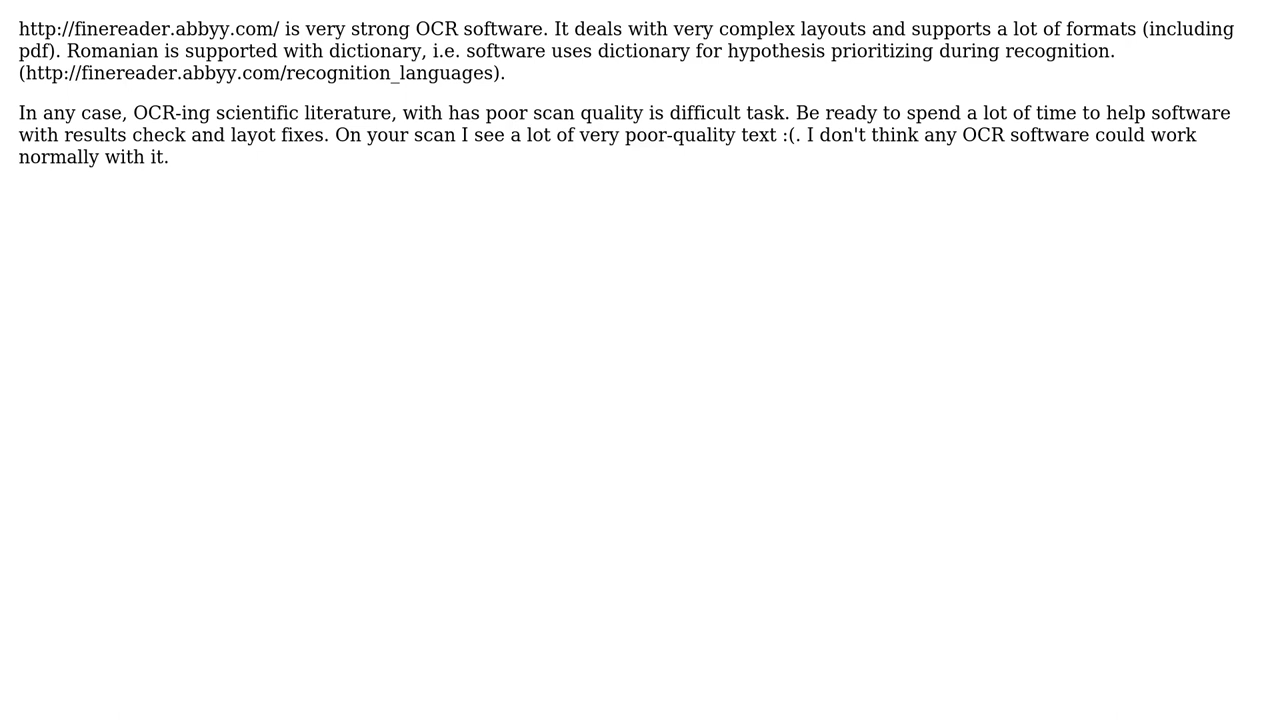 http://finereader.abbyy.com/ is very strong OCR software. It deals with very complex layouts and supports a lot of formats (including
pdf). Romanian is supported with dictionary, i.e. software uses dictionary for hypothesis prioritizing during recognition.
(http://finereader.abbyy.com/recognition_languages).
In any case, OCR-ing scientific literature, with has poor scan quality is difficult task. Be ready to spend a lot of time to help software
with results check and layot fixes. On your scan I see a lot of very poor-quality text :(. I don't think any OCR software could work
normally with it.